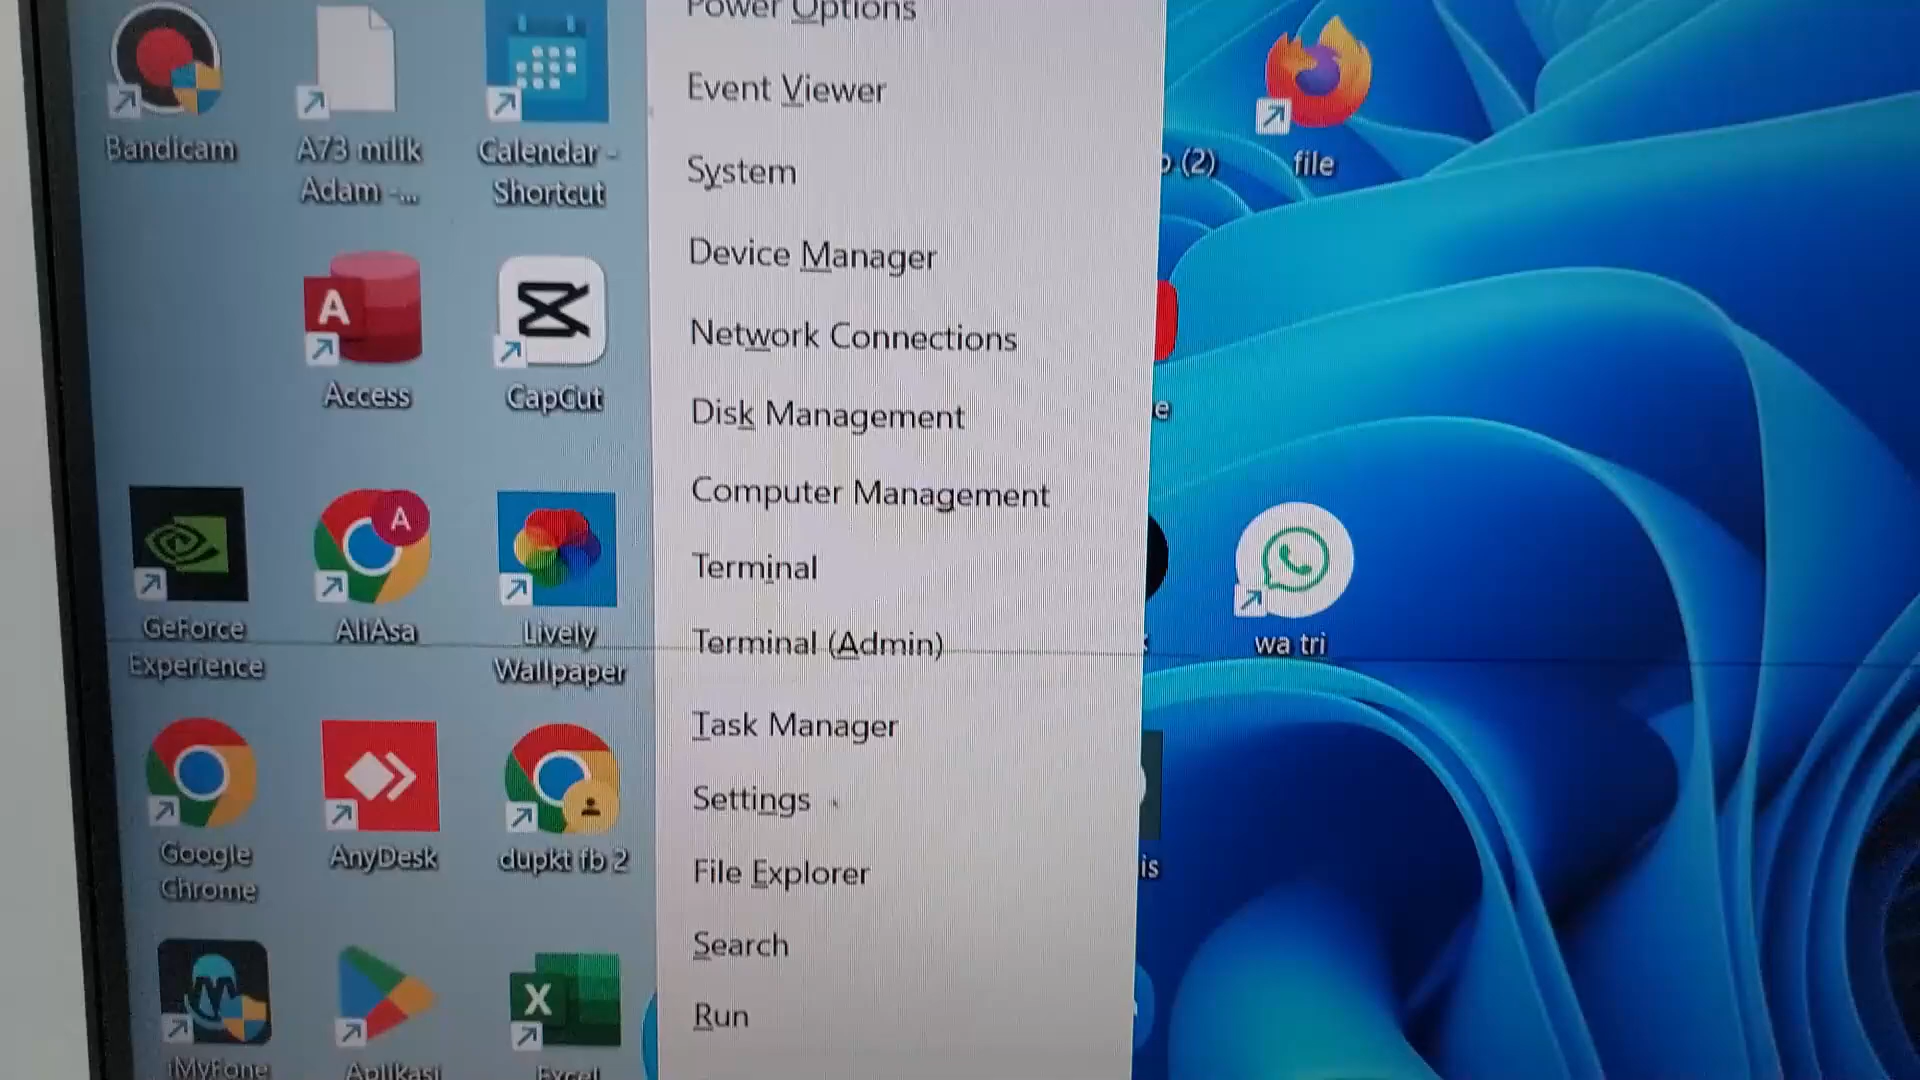 Power Options
Event Viewer
System
Device Manager
Network Connections
Disk Management
Computer Management
Terminal
Terminal (Admin)
Task Manager
Settings
File Explorer
Search
Run
Bandicam
A73 milik
Adam -...
Calendar -
Shortcut
(2)
file
A
Access
CapCut
e
A
GeForce
Experience
AliAsa
Lively
Wallpaper
wa tri
Google
Chrome
AnyDesk
dupkt fb 2
is
X
iMyFone
Aplikasi
Excel